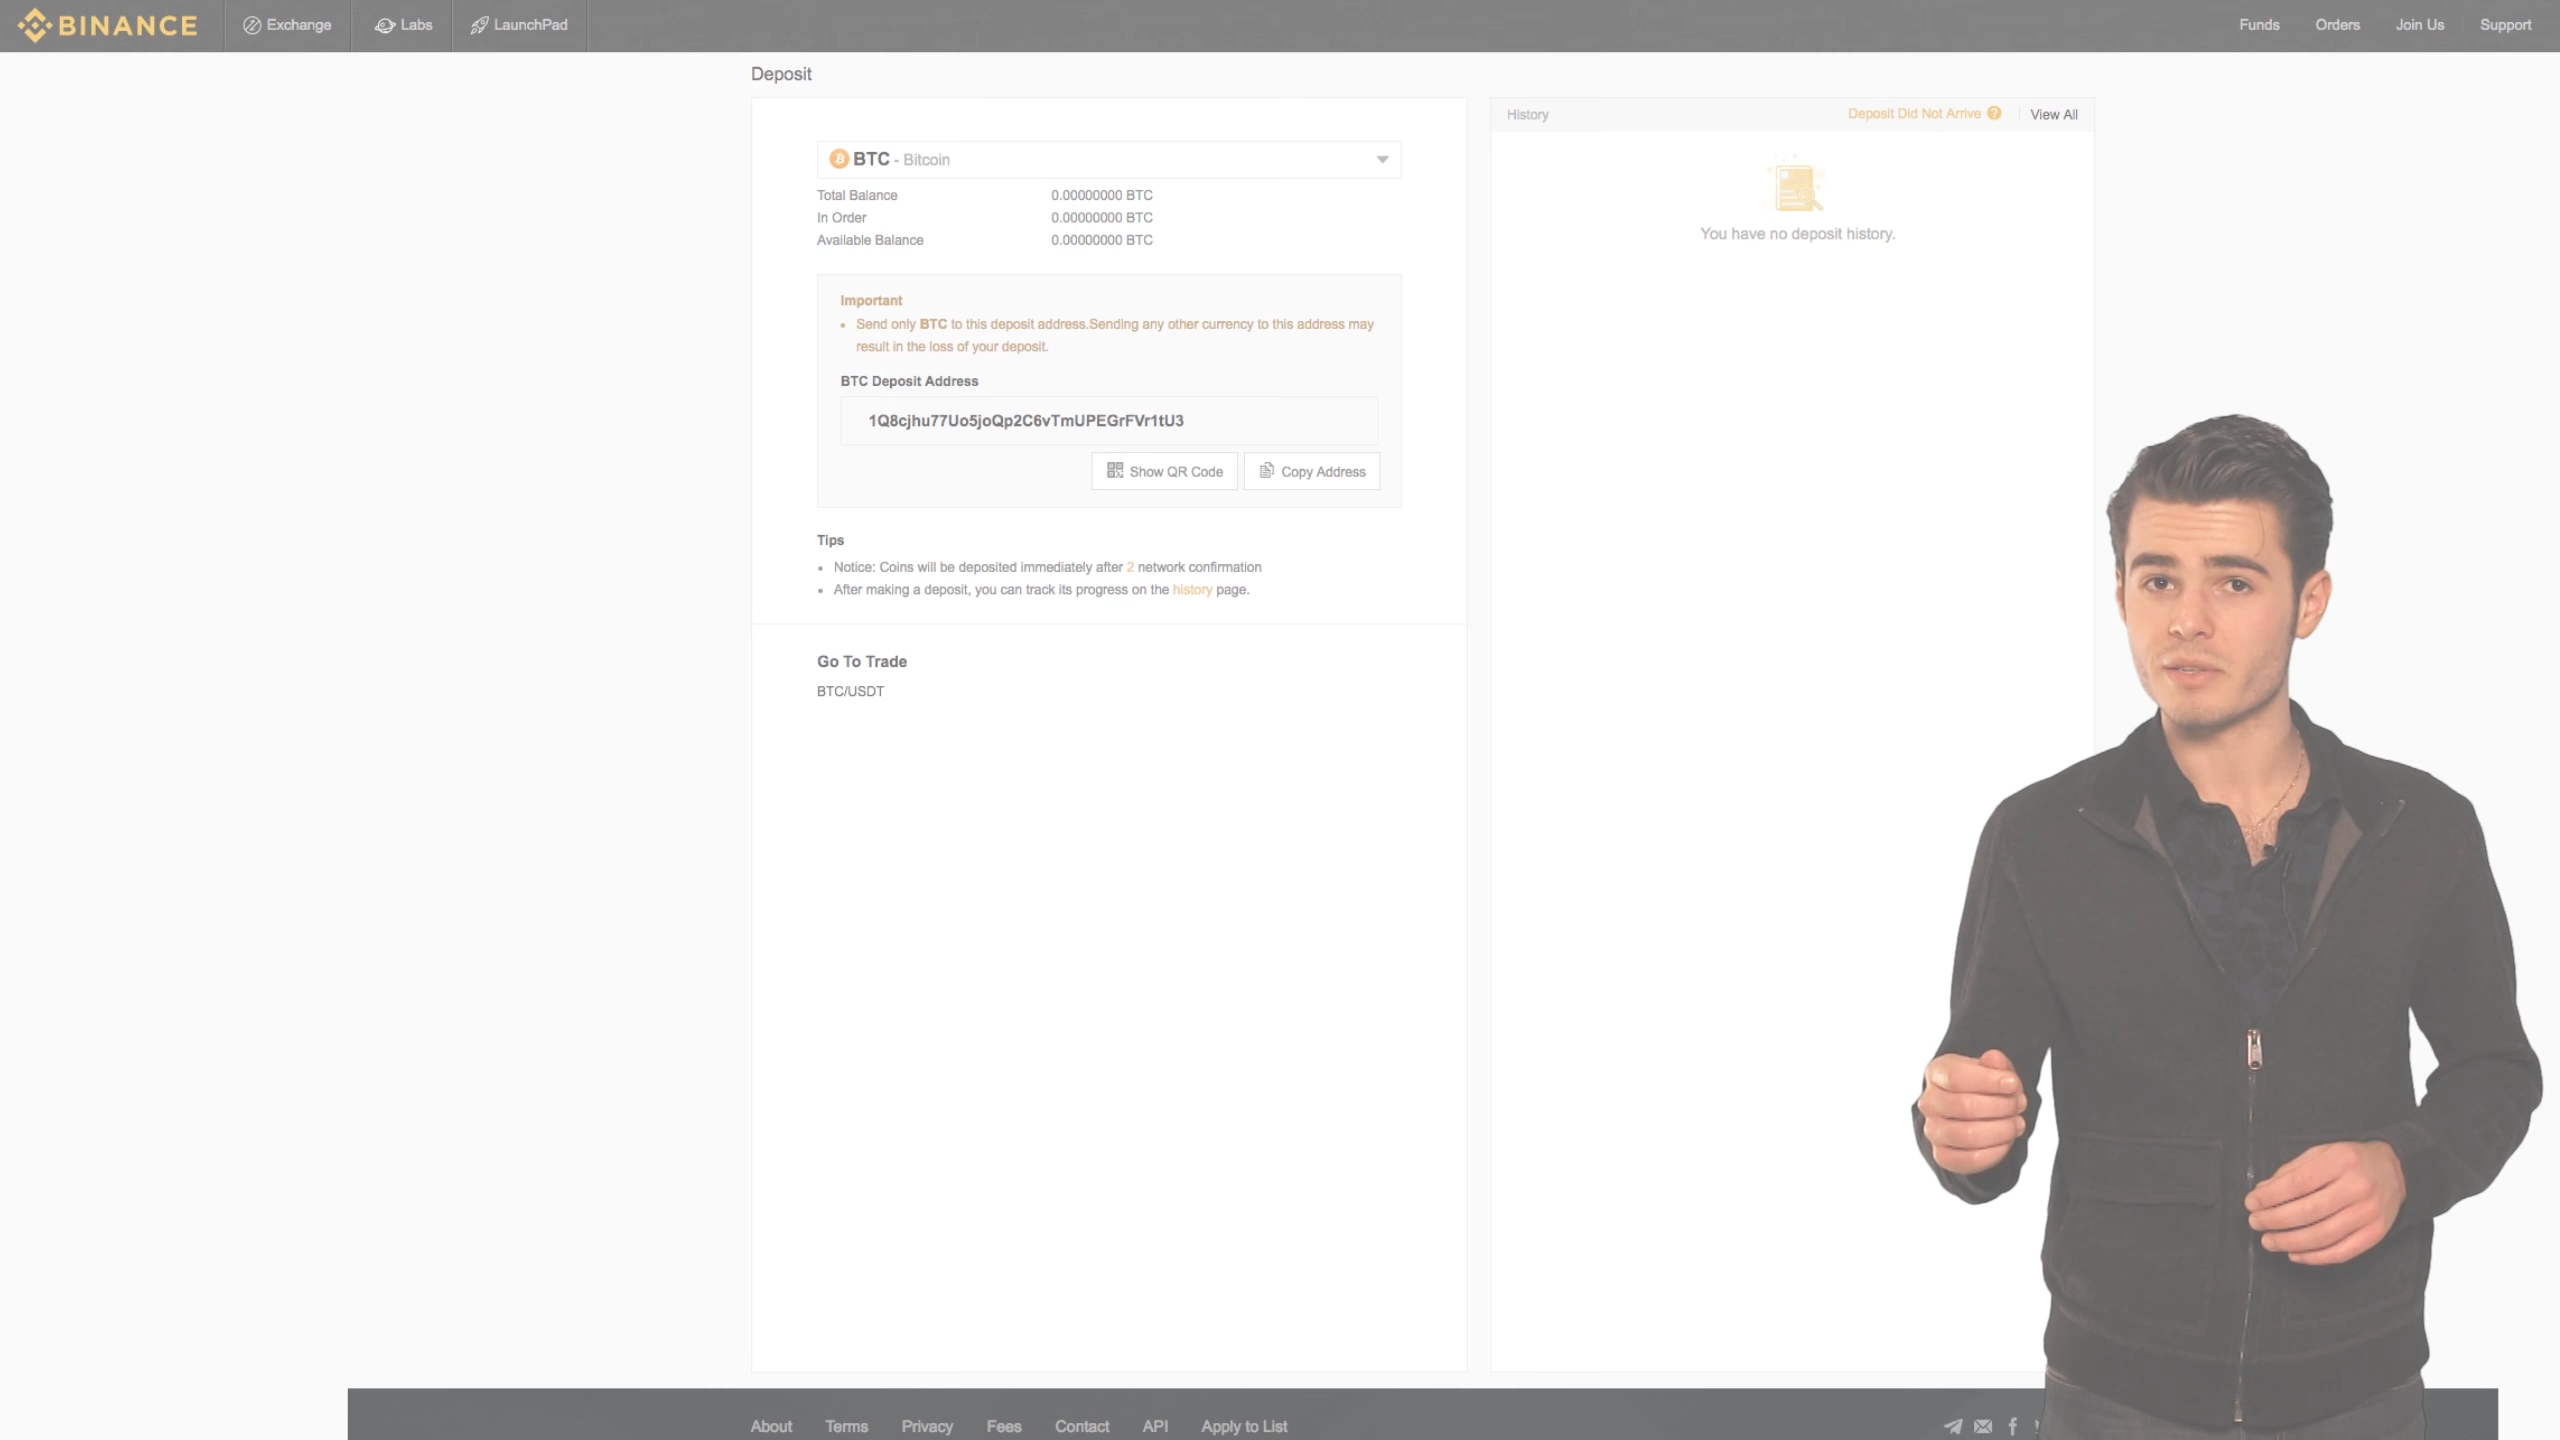 BINANCE
Exchange
Labs
LaunchPad
Funds
Orders
Join Us
Support
Deposit
BTC - Bitcoin
Total Balance 0.00000000 BTC
In Order 0.00000000 BTC
Available Balance 0.00000000 BTC
Important
Send only BTC to this deposit address.Sending any other currency to this address may
result in the loss of your deposit.
BTC Deposit Address
1Q8cjhu77Uo5joQp2C6vTmUPEGrFVr1tU3
Show QR Code
Copy Address
Tips
• Notice: Coins will be deposited immediately after 2 network confirmation
• After making a deposit, you can track its progress on the history page.
Go To Trade
BTC/USDT
History
Deposit Did Not Arrive ?
View All
You have no deposit history.
About
Terms
Privacy
Fees
Contact
API
Apply to List